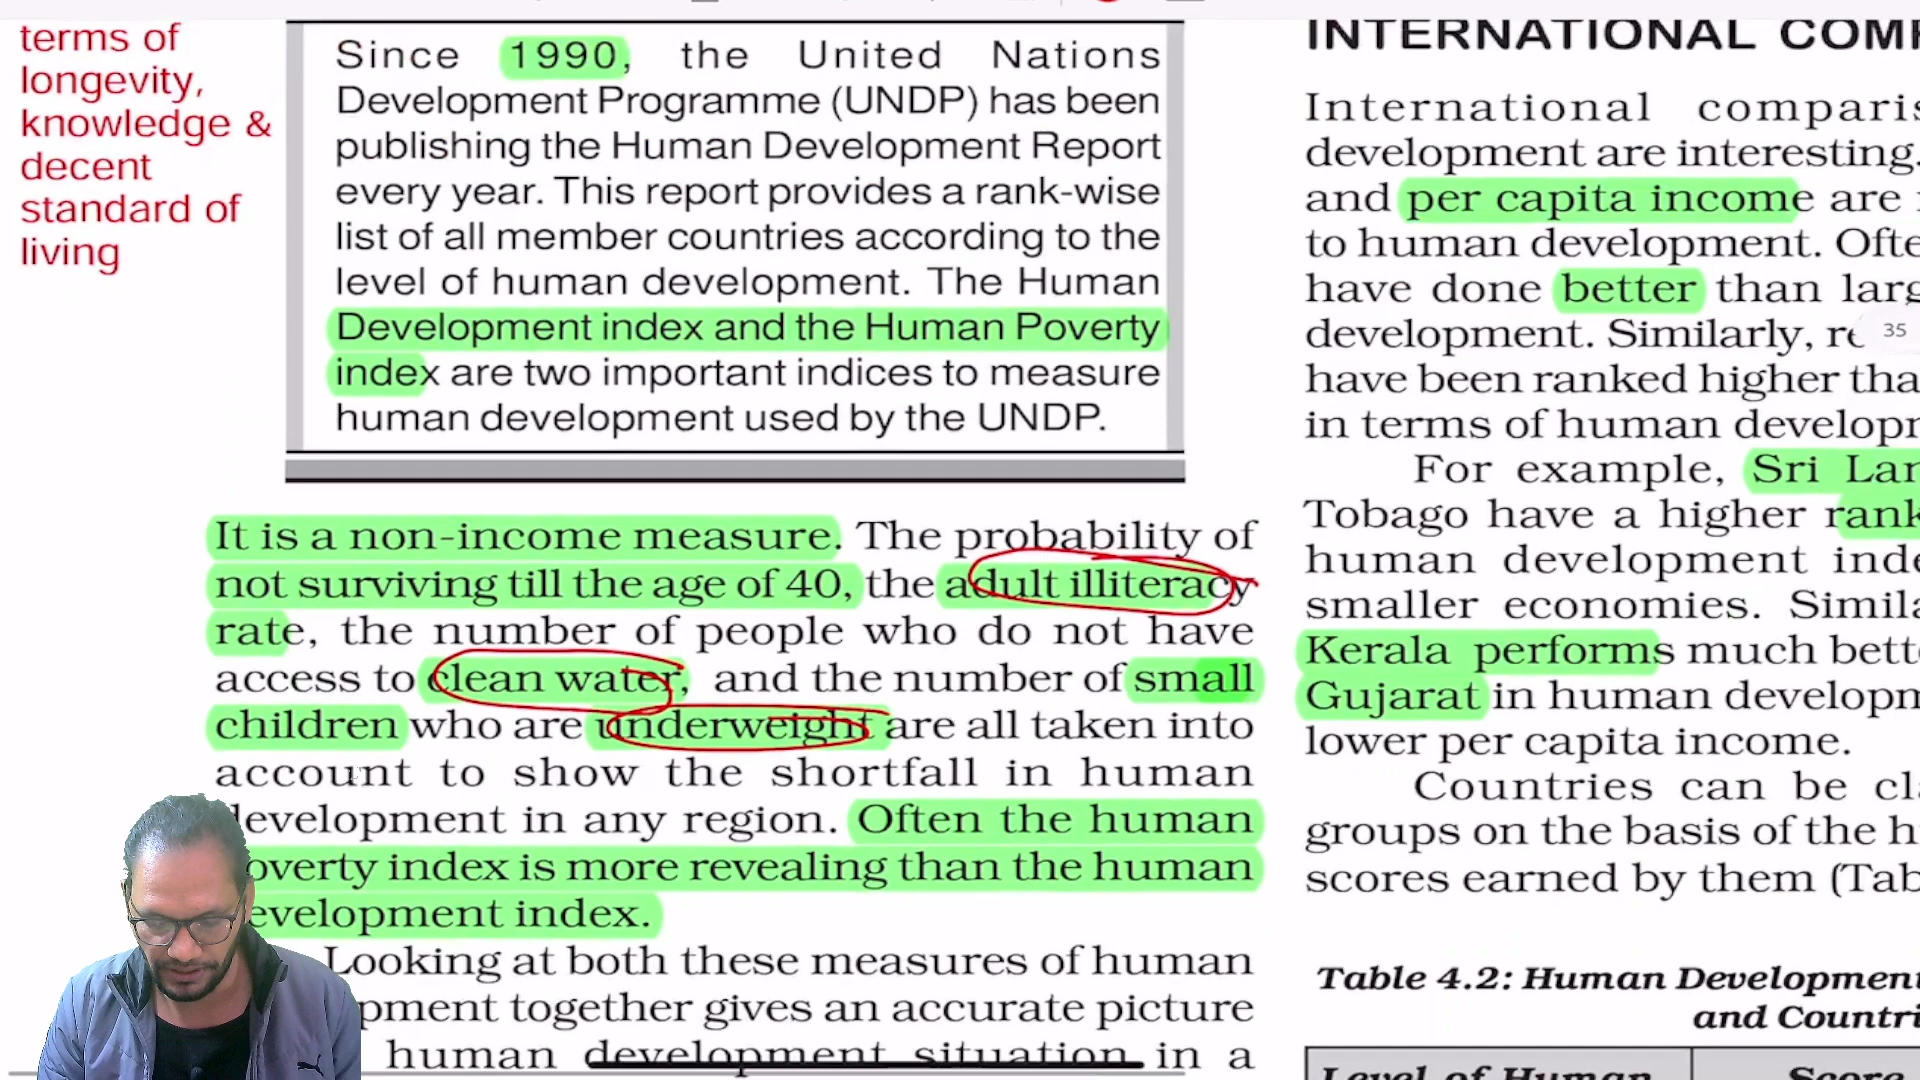 terms of
longevity,
knowledge &
decent
standard of
living
Since 1990, the United Nations
Development Programme (UNDP) has been
publishing the Human Development Report
every year. This report provides a rank-wise
list of all member countries according to the
level of human development. The Human
Development index and the Human Poverty
index are two important indices to measure
human development used by the UNDP.
It is a non-income measure. The probability of
not surviving till the age of 40, the adult illiteracy
rate, the number of people who do not have
access to clean water, and the number of small
children who are underweight are all taken into
account to show the shortfall in human
development in any region. Often the human
overty index is more revealing than the human
evelopment index.
Looking at both these measures of human
pment together gives an accurate picture
human development situation in a
INTERNATIONAL COM
International comparis
development are interesting.
and per capita income are
to human development. Ofte
have done better than larg
development. Similarly, re
35
have been ranked higher tha
in terms of human developm
For example, Sri Lan
Tobago have a higher rank
human development inde
smaller economies. Simila
Kerala performs much bett
Gujarat in human developm
lower per capita income.
Countries can be cl
groups on the basis of the h
scores earned by them (Tab
Table 4.2: Human Development
and Countri
Level of Human
Score